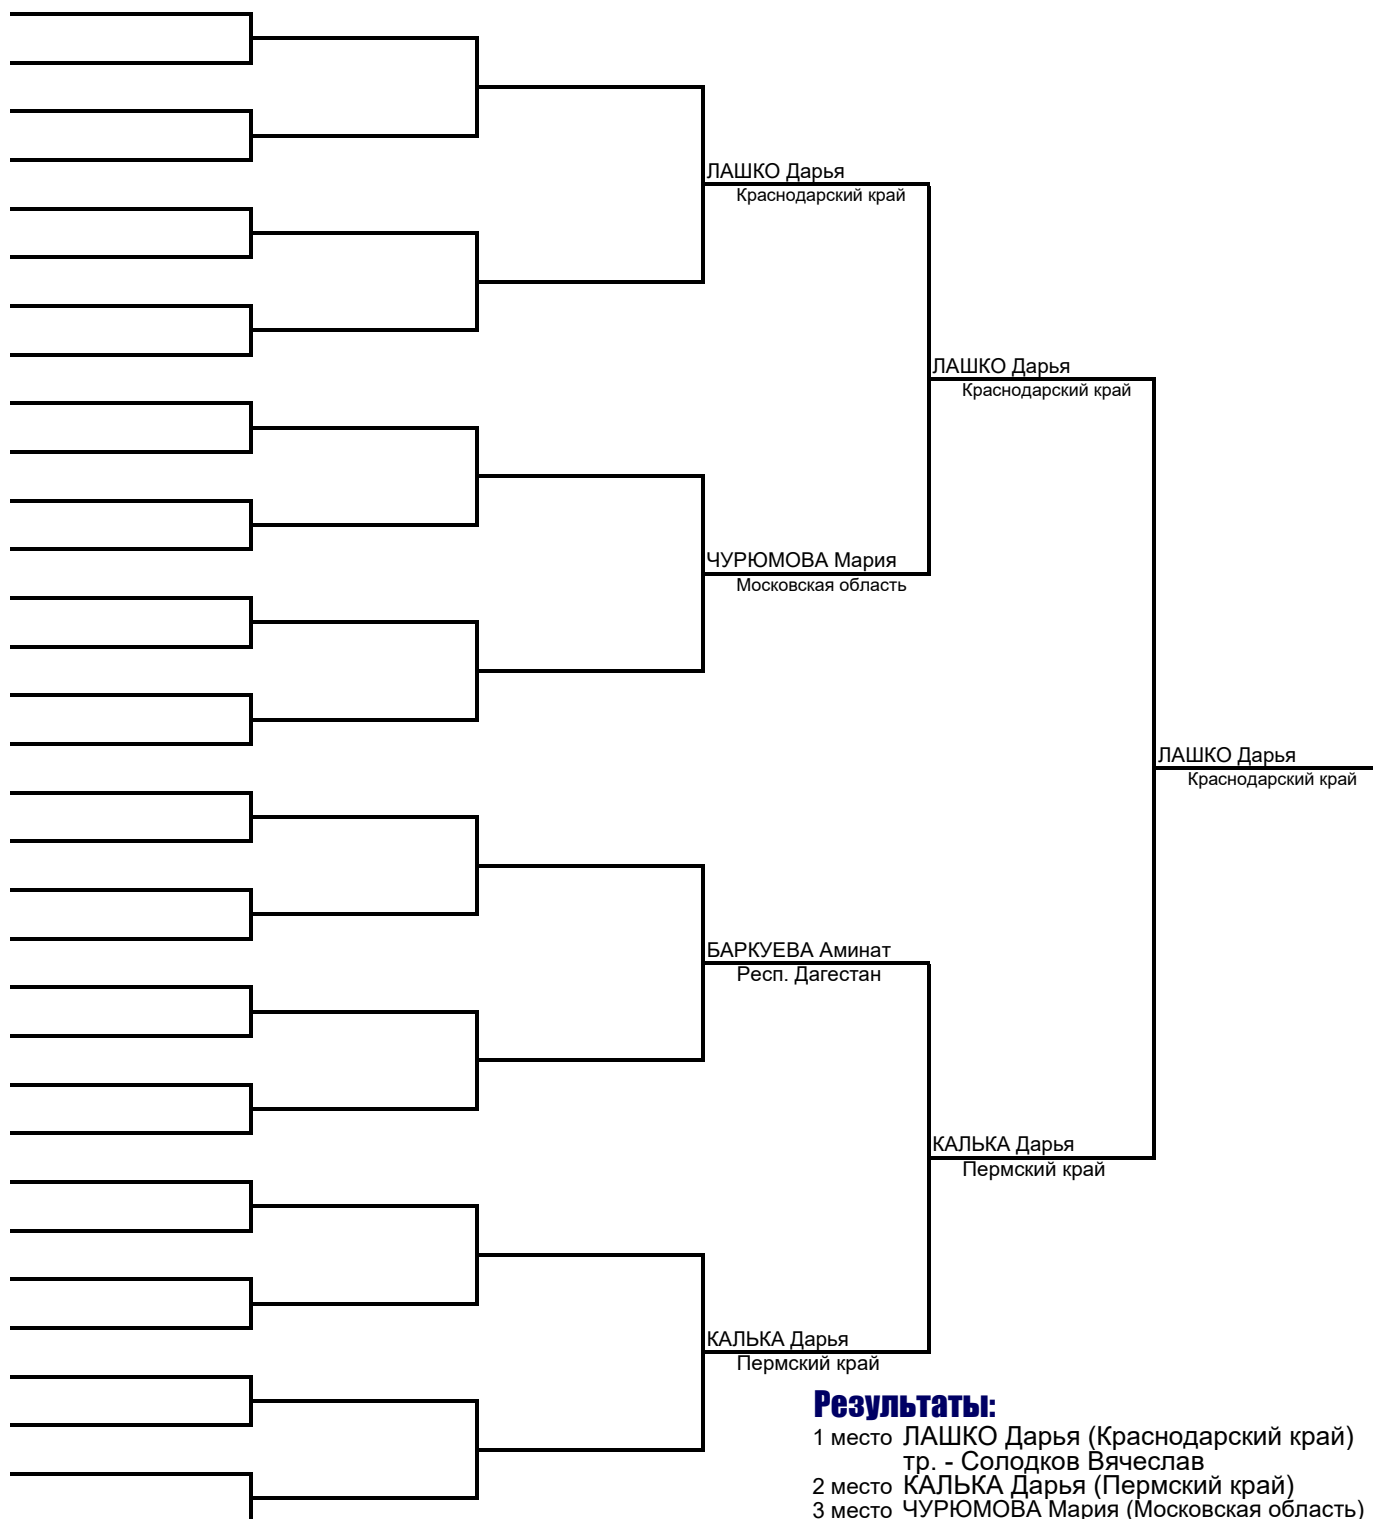 ЛАШКО Дарья
Краснодарский край
ЛАШКО Дарья
Краснодарский край
ЧУРЮМОВА Мария
Московская область
ЛАШКО Дарья
Краснодарский край
БАРКУЕВА Аминат
Респ. Дагестан
КАЛЬКА Дарья
Пермский край
КАЛЬКА Дарья
Пермский край
Результаты:
1 место ЛАШКО Дарья (Краснодарский край)
тр. - Солодков Вячеслав
2 место КАЛЬКА Дарья (Пермский край)
3 место ЧУРЮМОВА Мария (Московская область)